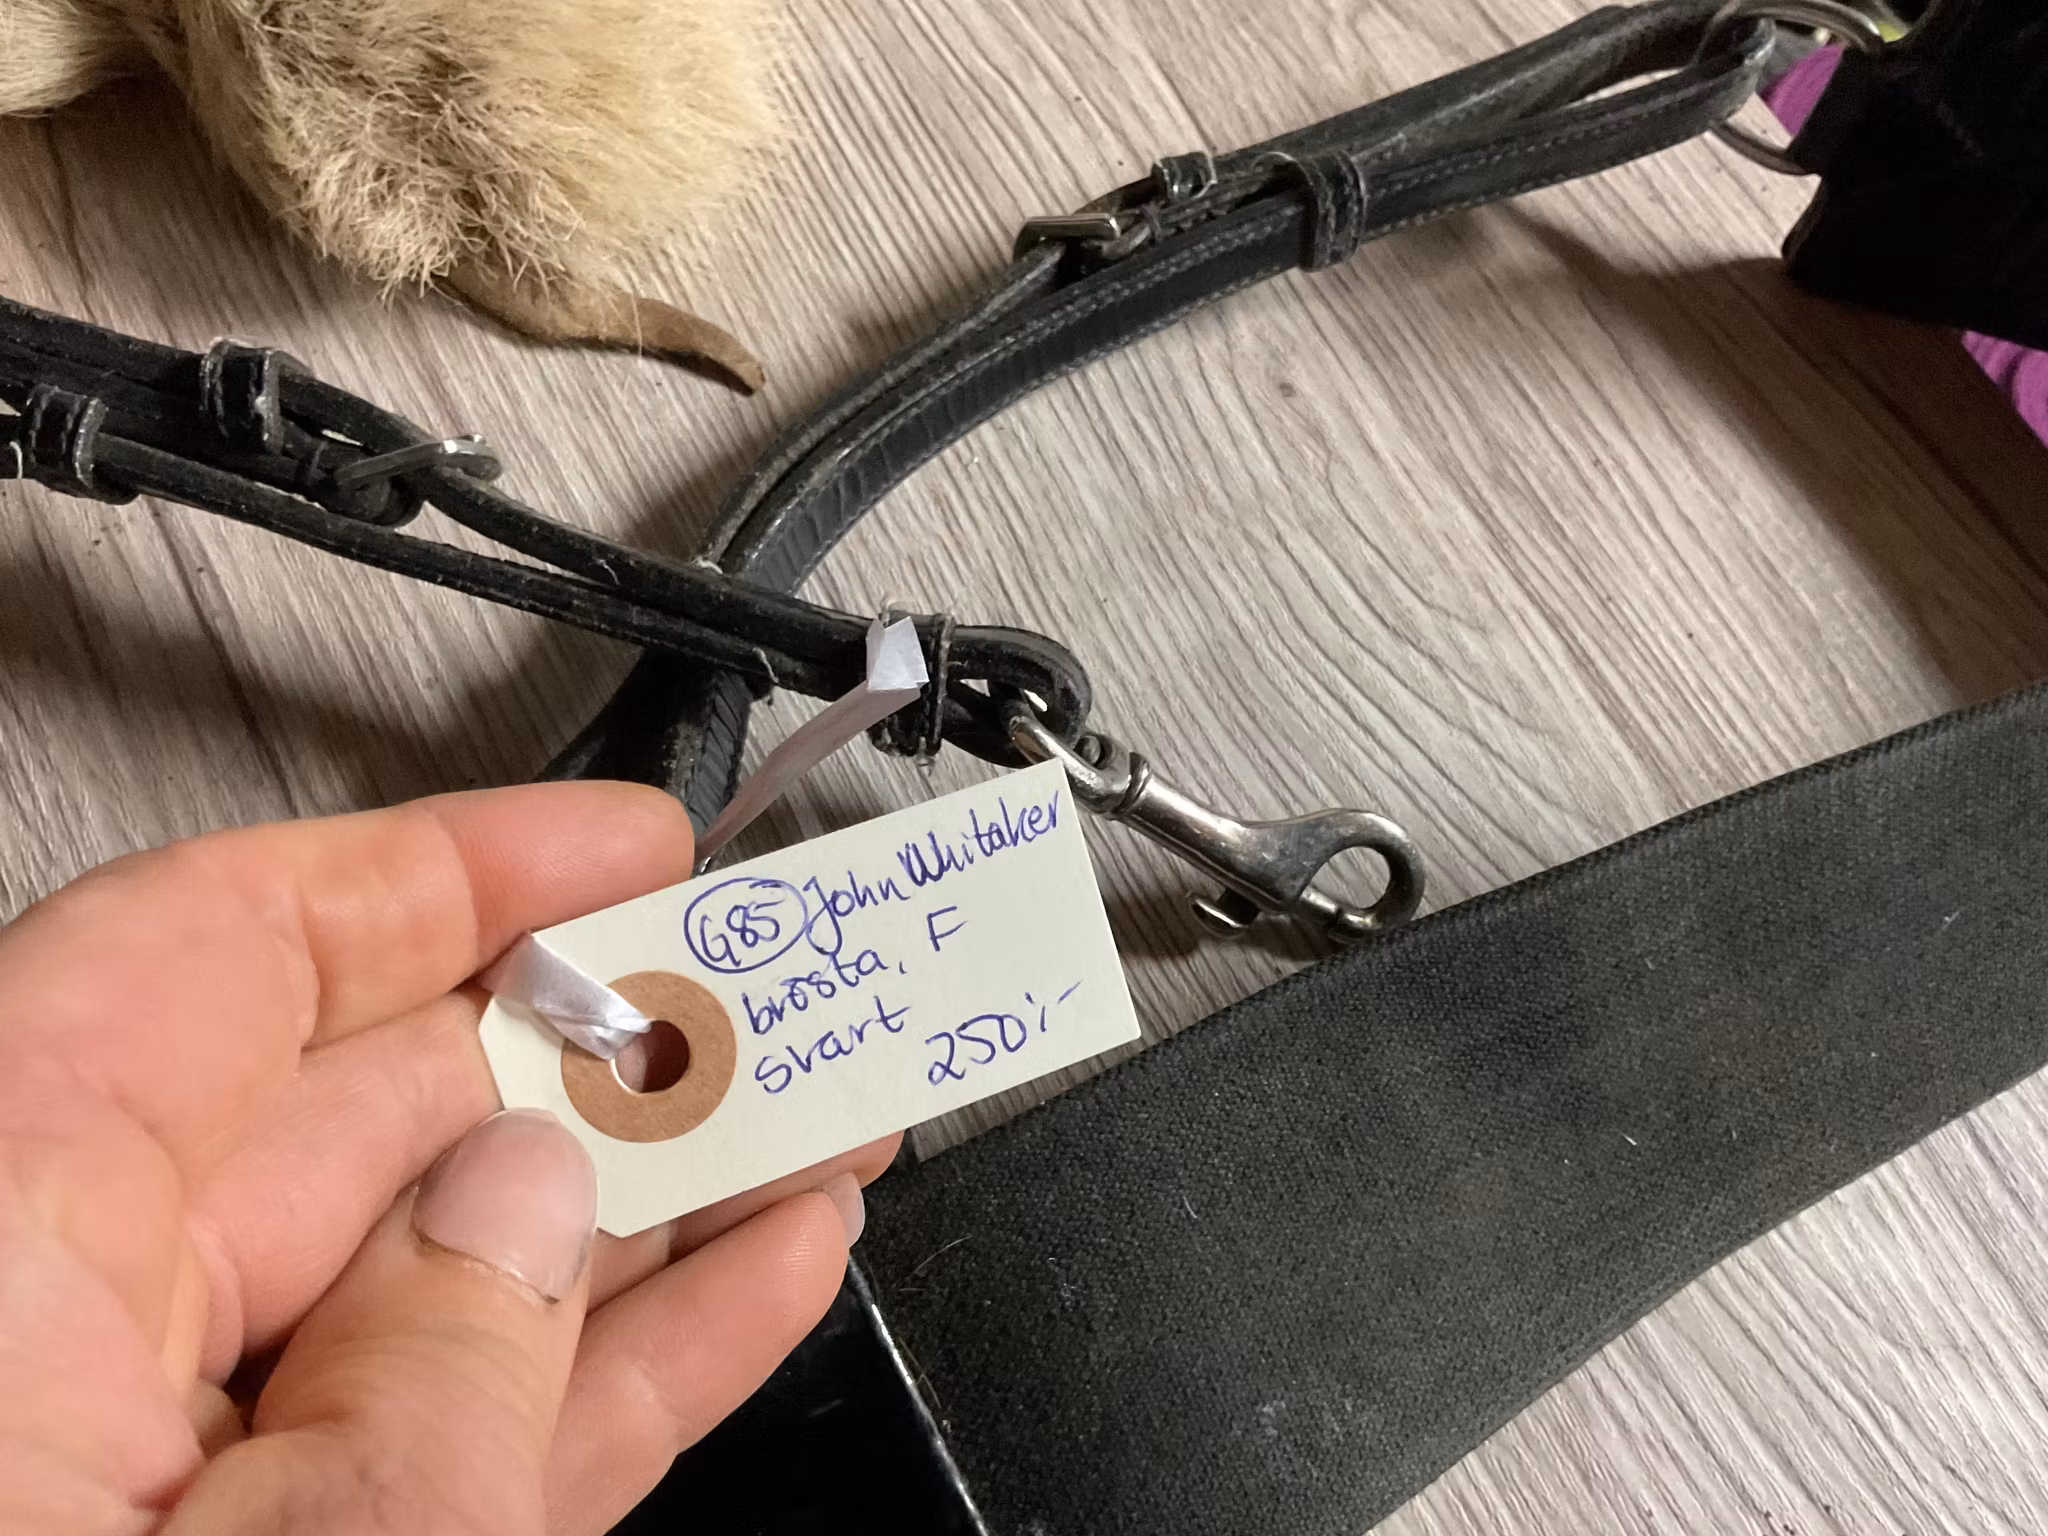 G85 John Whitaker
brösta, F
svart
250:-